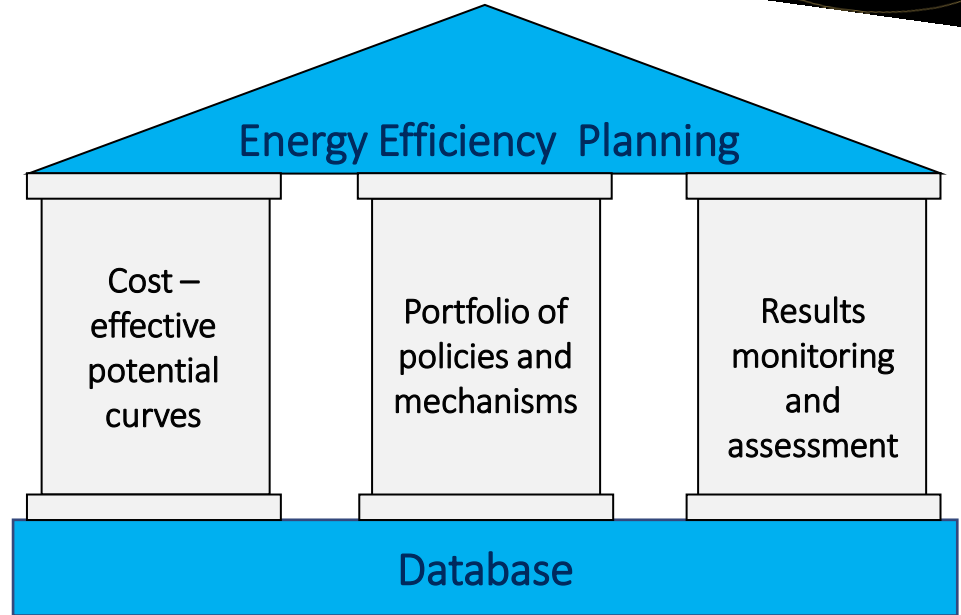 Energy Efficiency  Planning
Cost –
effective
potential
curves
Portfolio of
policies and
mechanisms
Results
monitoring
and
assessment
Database